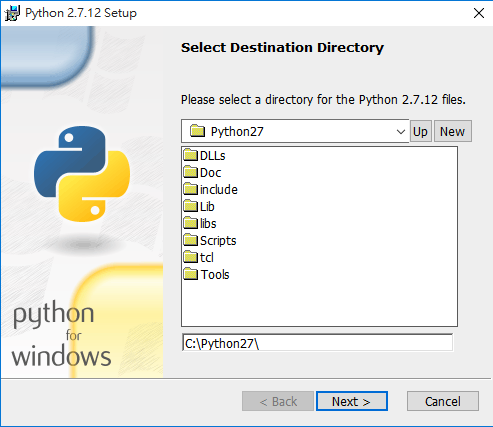 Python 2.7.12 Setup
Select Destination Directory
Please select a directory for the Python 2.7.12 files.
Python27
Up
New
DLLs
Doc
include
Lib
libs
Scripts
tcl
Tools
python
for
windows
C:\Python27\
< Back
Next >
Cancel